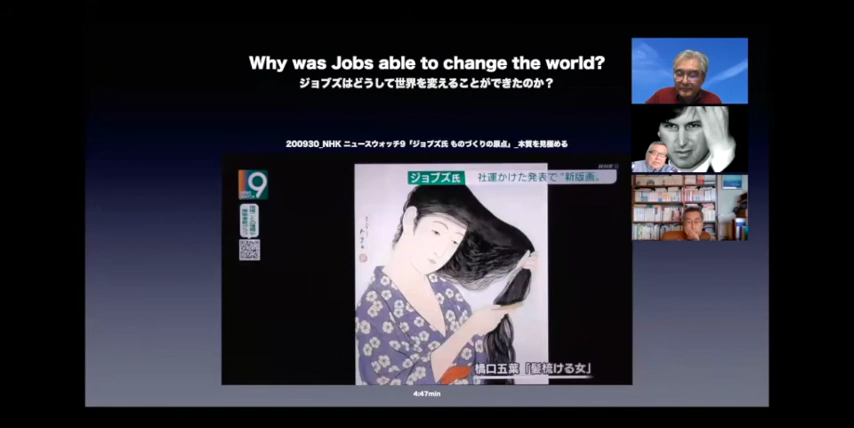 Why was Jobs able to change the world?
ジョブズはどうして世界を変えることができたのか？
200930_NHK ニュースウォッチ9「ジョブズ氏 ものづくりの原点」_本質を見極める
9
ジョブズ氏
社運かけた発表で“新版画„
橋口五葉「髪梳ける女」
4:47min